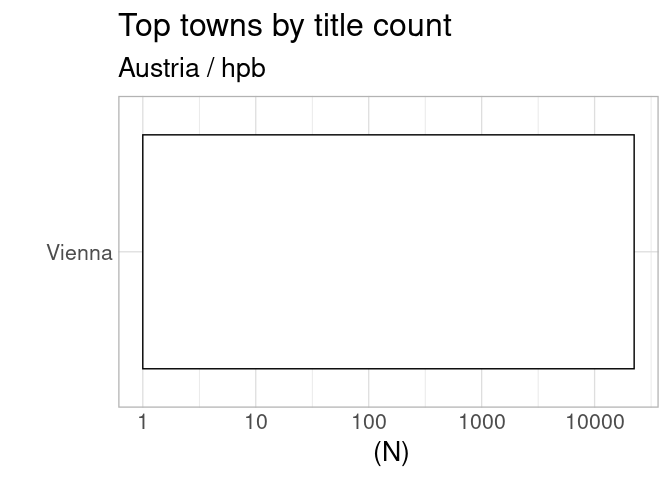 Top towns by title count
Austria / hpb
Vienna
1 10 100 1000 10000
(N)